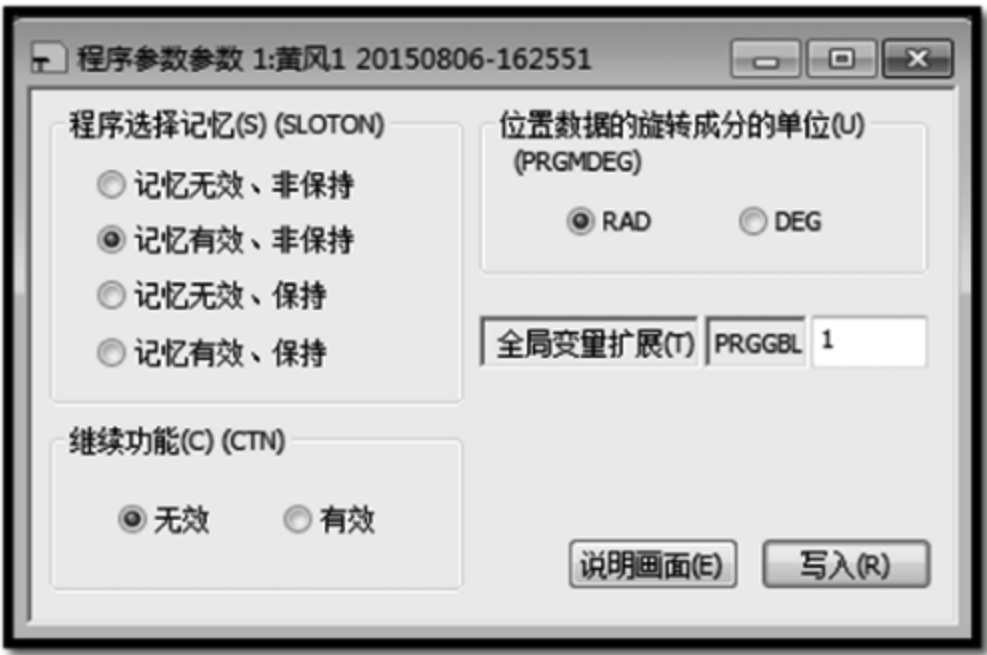 程序参数参数 1:黄风1 20150806-162551
程序选择记忆(S) (SLOTON)
记忆无效、非保持
记忆有效、非保持
记忆无效、保持
记忆有效、保持
继续功能(C) (CTN)
无效 有效
位置数据的旋转成分的单位(U)
(PRGMDEG)
RAD DEG
全局变量扩展(T) PRGGBL 1
说明画面(E) 写入(R)